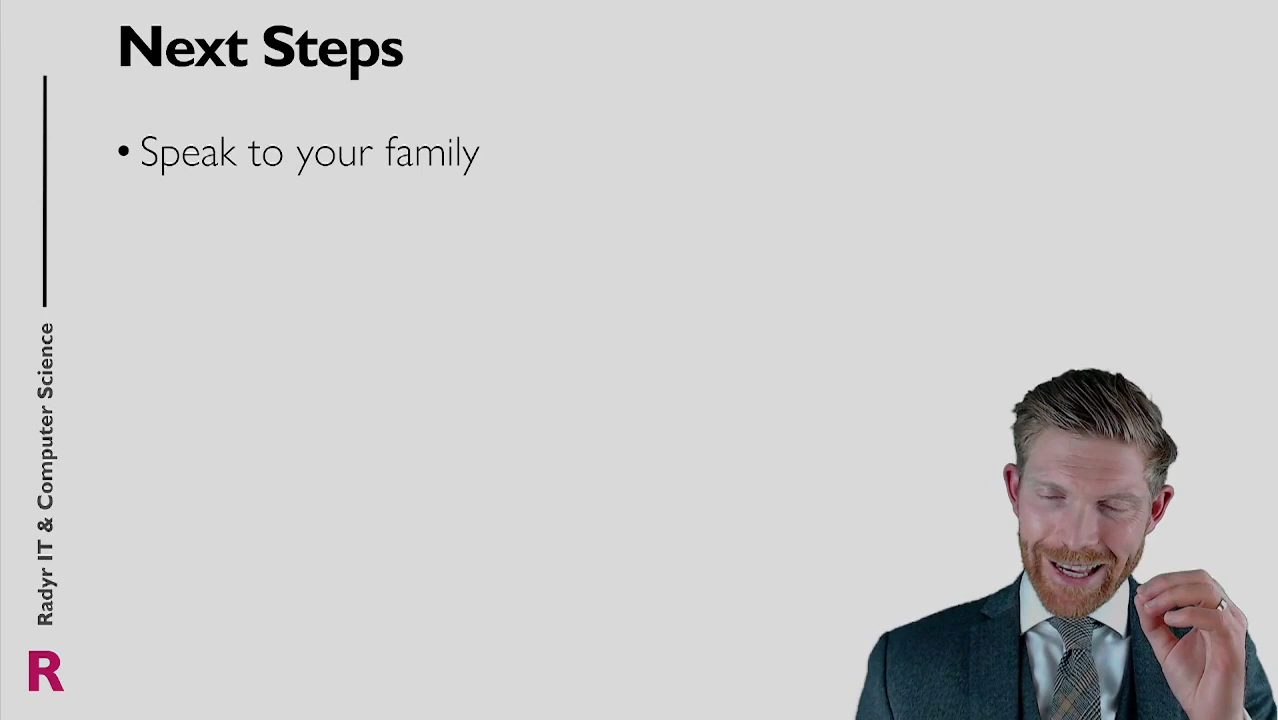 Next Steps
• Speak to your family
Radyr IT & Computer Science
R